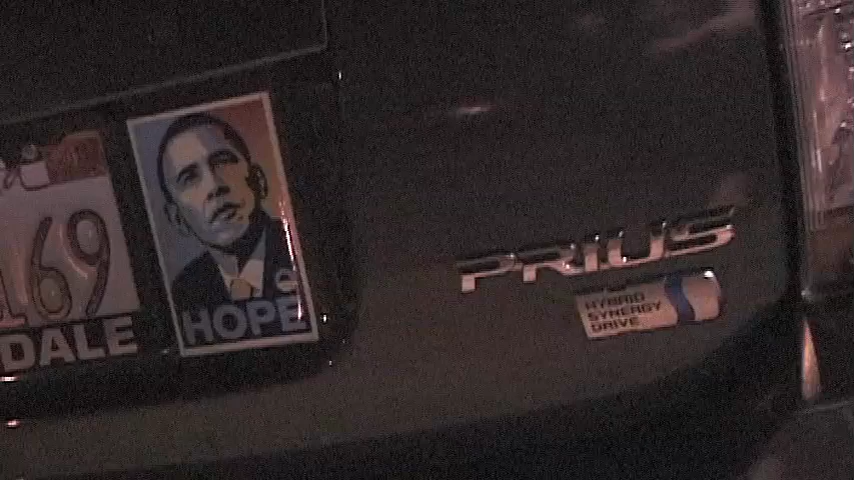 169
DALE
HOPE
PRIUS
HYBRID
SYNERGY
DRIVE